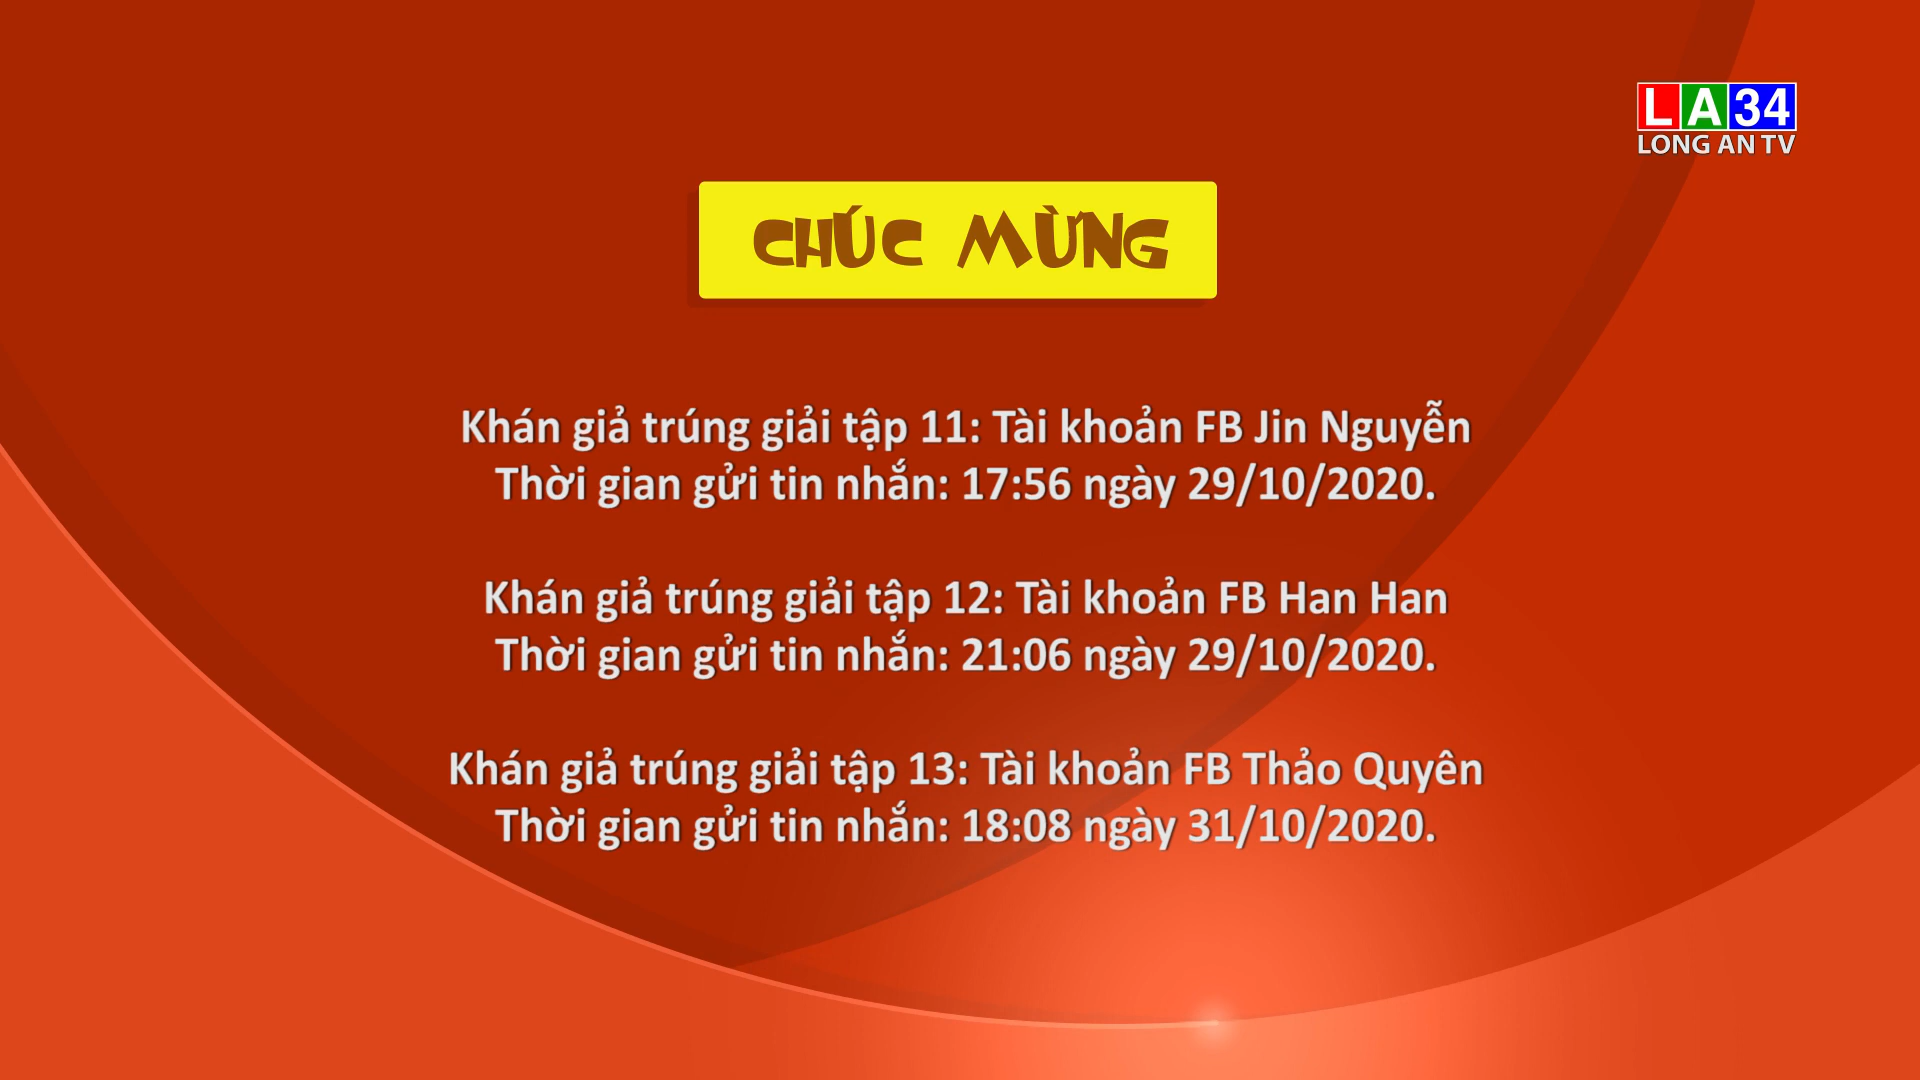 LA34
LONG AN TV
CHÚC MỪNG
Khán giả trúng giải tập 11: Tài khoản FB Jin Nguyễn
Thời gian gửi tin nhắn: 17:56 ngày 29/10/2020.
Khán giả trúng giải tập 12: Tài khoản FB Han Han
Thời gian gửi tin nhắn: 21:06 ngày 29/10/2020.
Khán giả trúng giải tập 13: Tài khoản FB Thảo Quyên
Thời gian gửi tin nhắn: 18:08 ngày 31/10/2020.